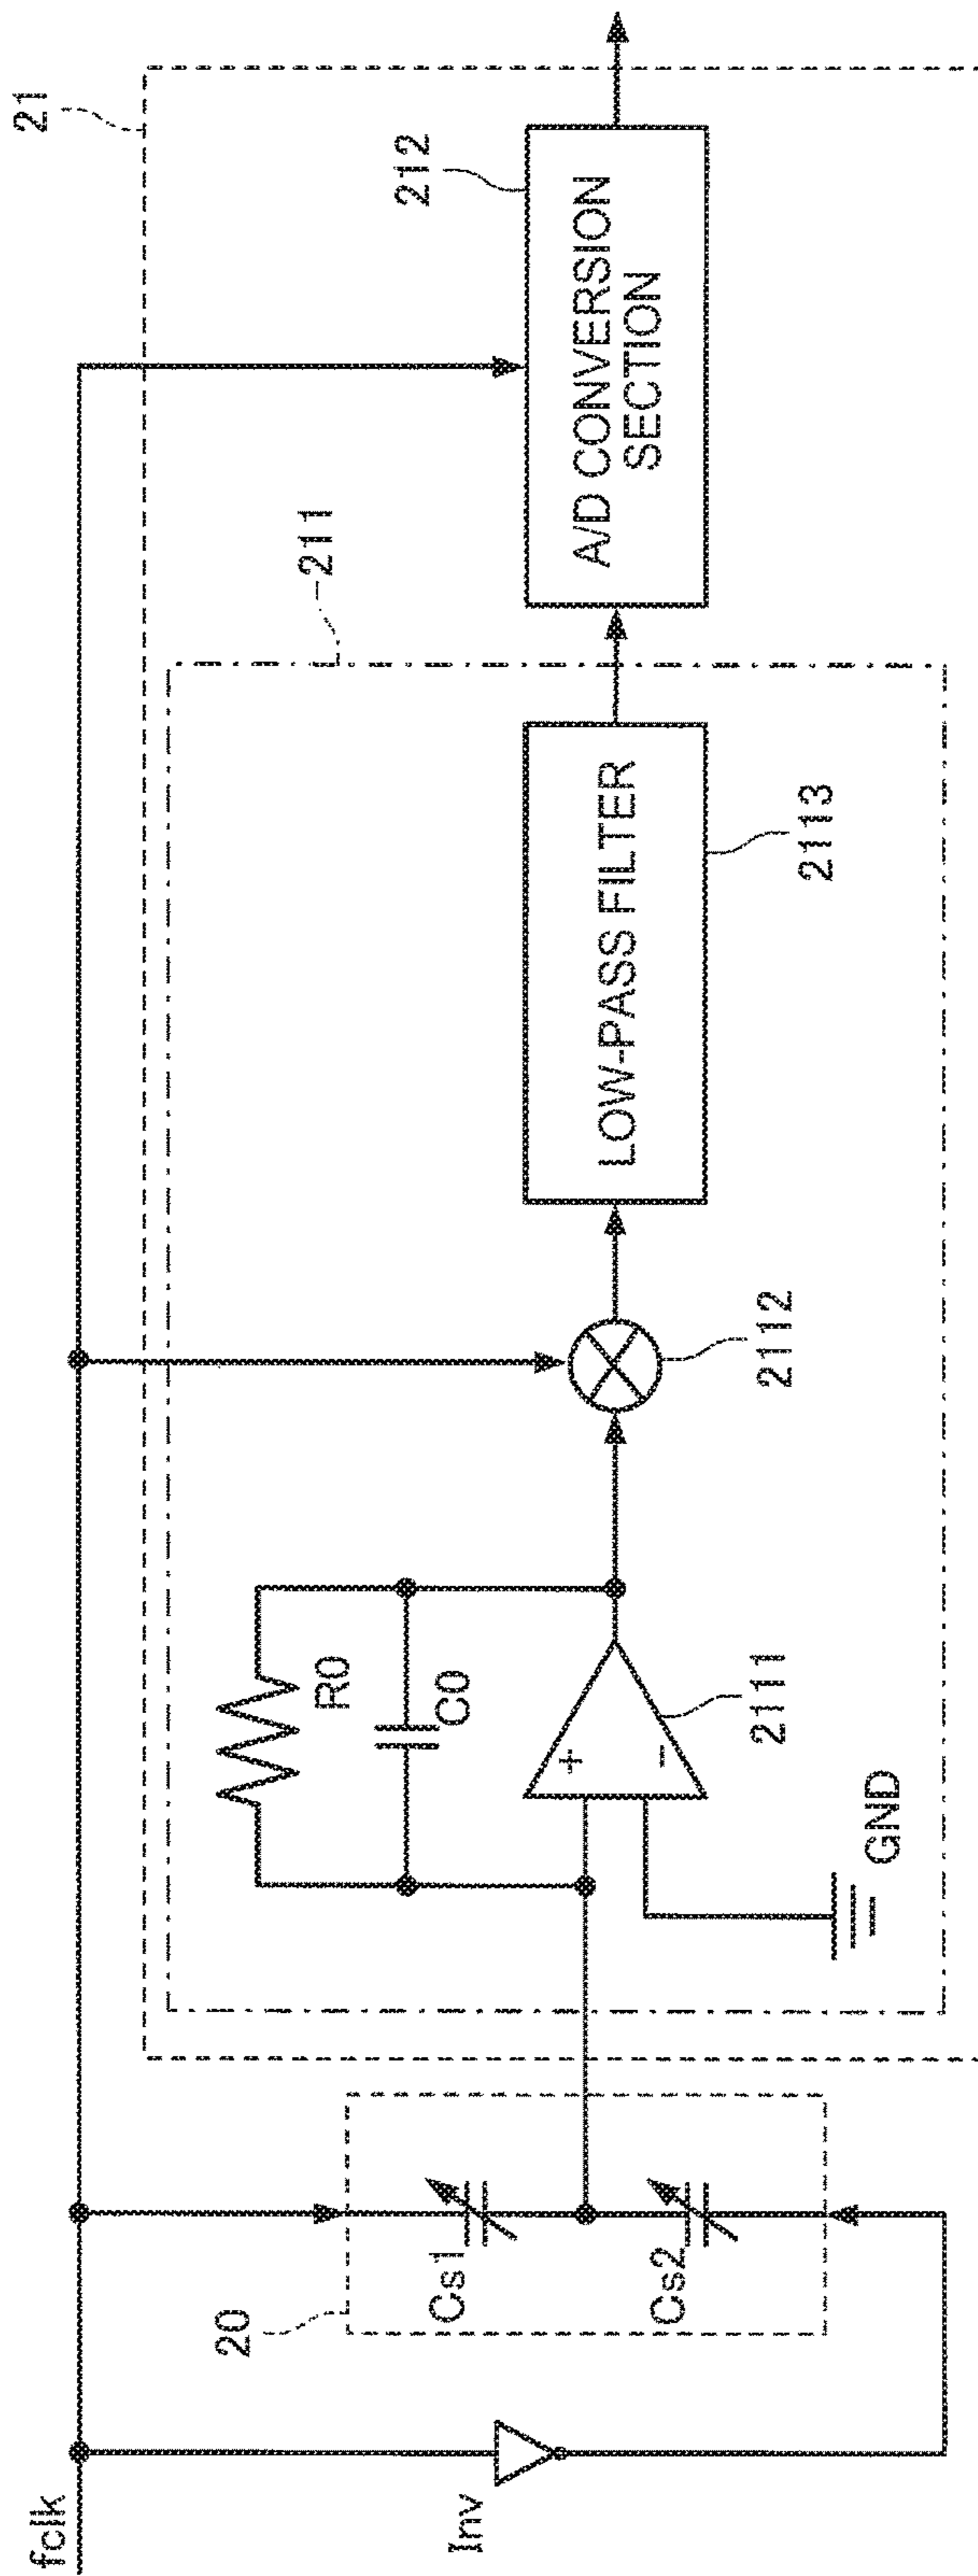 fclk
Inv
20
Cs1
Cs2
21
211
R0
C0
+
−
2111
GND
2112
LOW-PASS FILTER
2113
A/D CONVERSION
SECTION
212